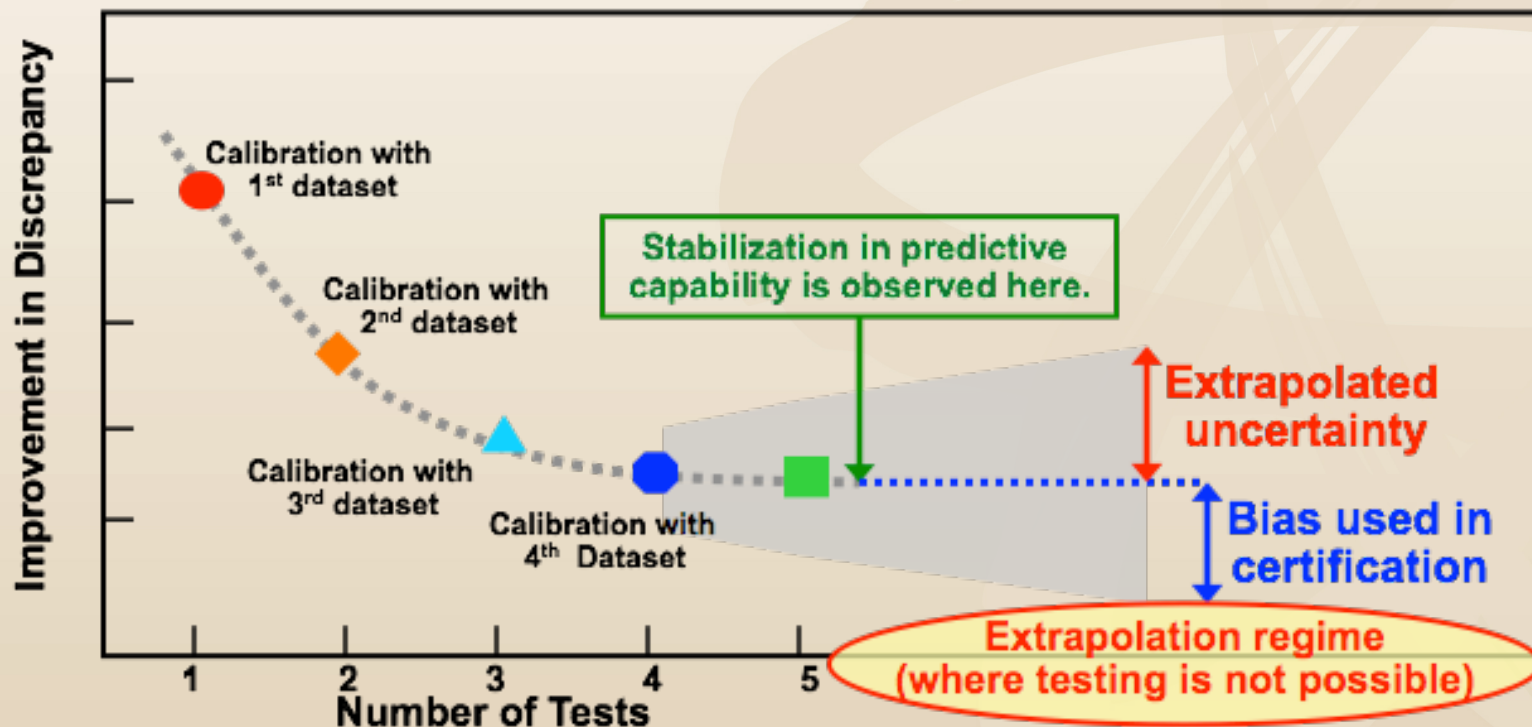 Improvement in Discrepancy
Calibration with
1st dataset
Calibration with
2nd dataset
Stabilization in predictive
capability is observed here.
Extrapolated
uncertainty
Calibration with
3rd dataset
Calibration with
4th Dataset
Bias used in
certification
Extrapolation regime
(where testing is not possible)
1 2 3 4 5
Number of Tests